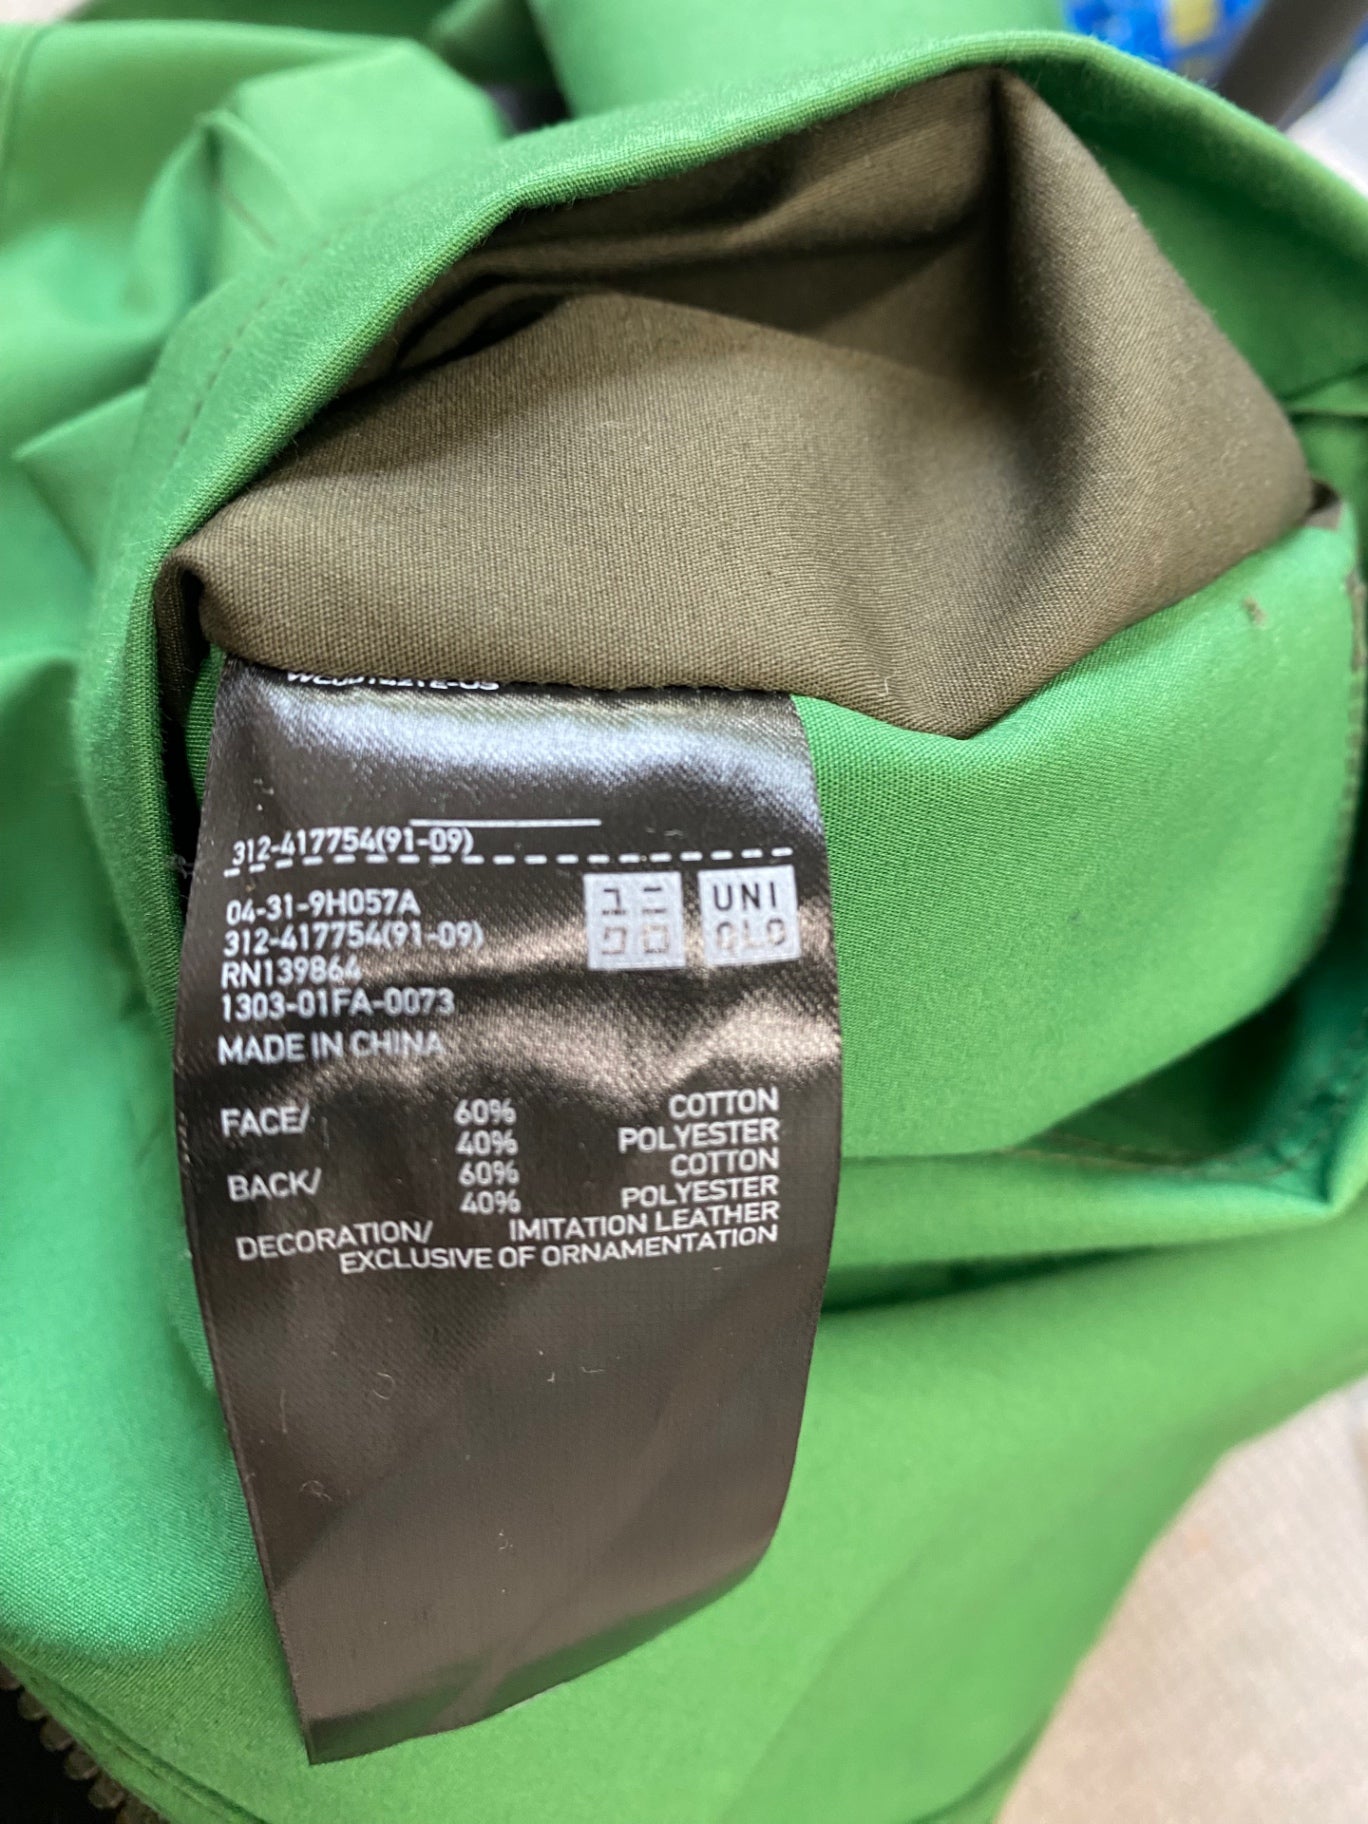 312-417754(91-09)
04-31-9H057A
312-417754(91-09)
RN139864
1303-01FA-0073
ユニ
クロ
UNI
QLO
MADE IN CHINA
FACE/ 60% COTTON
40% POLYESTER
BACK/ 60% COTTON
40% POLYESTER
DECORATION/ IMITATION LEATHER
EXCLUSIVE OF ORNAMENTATION